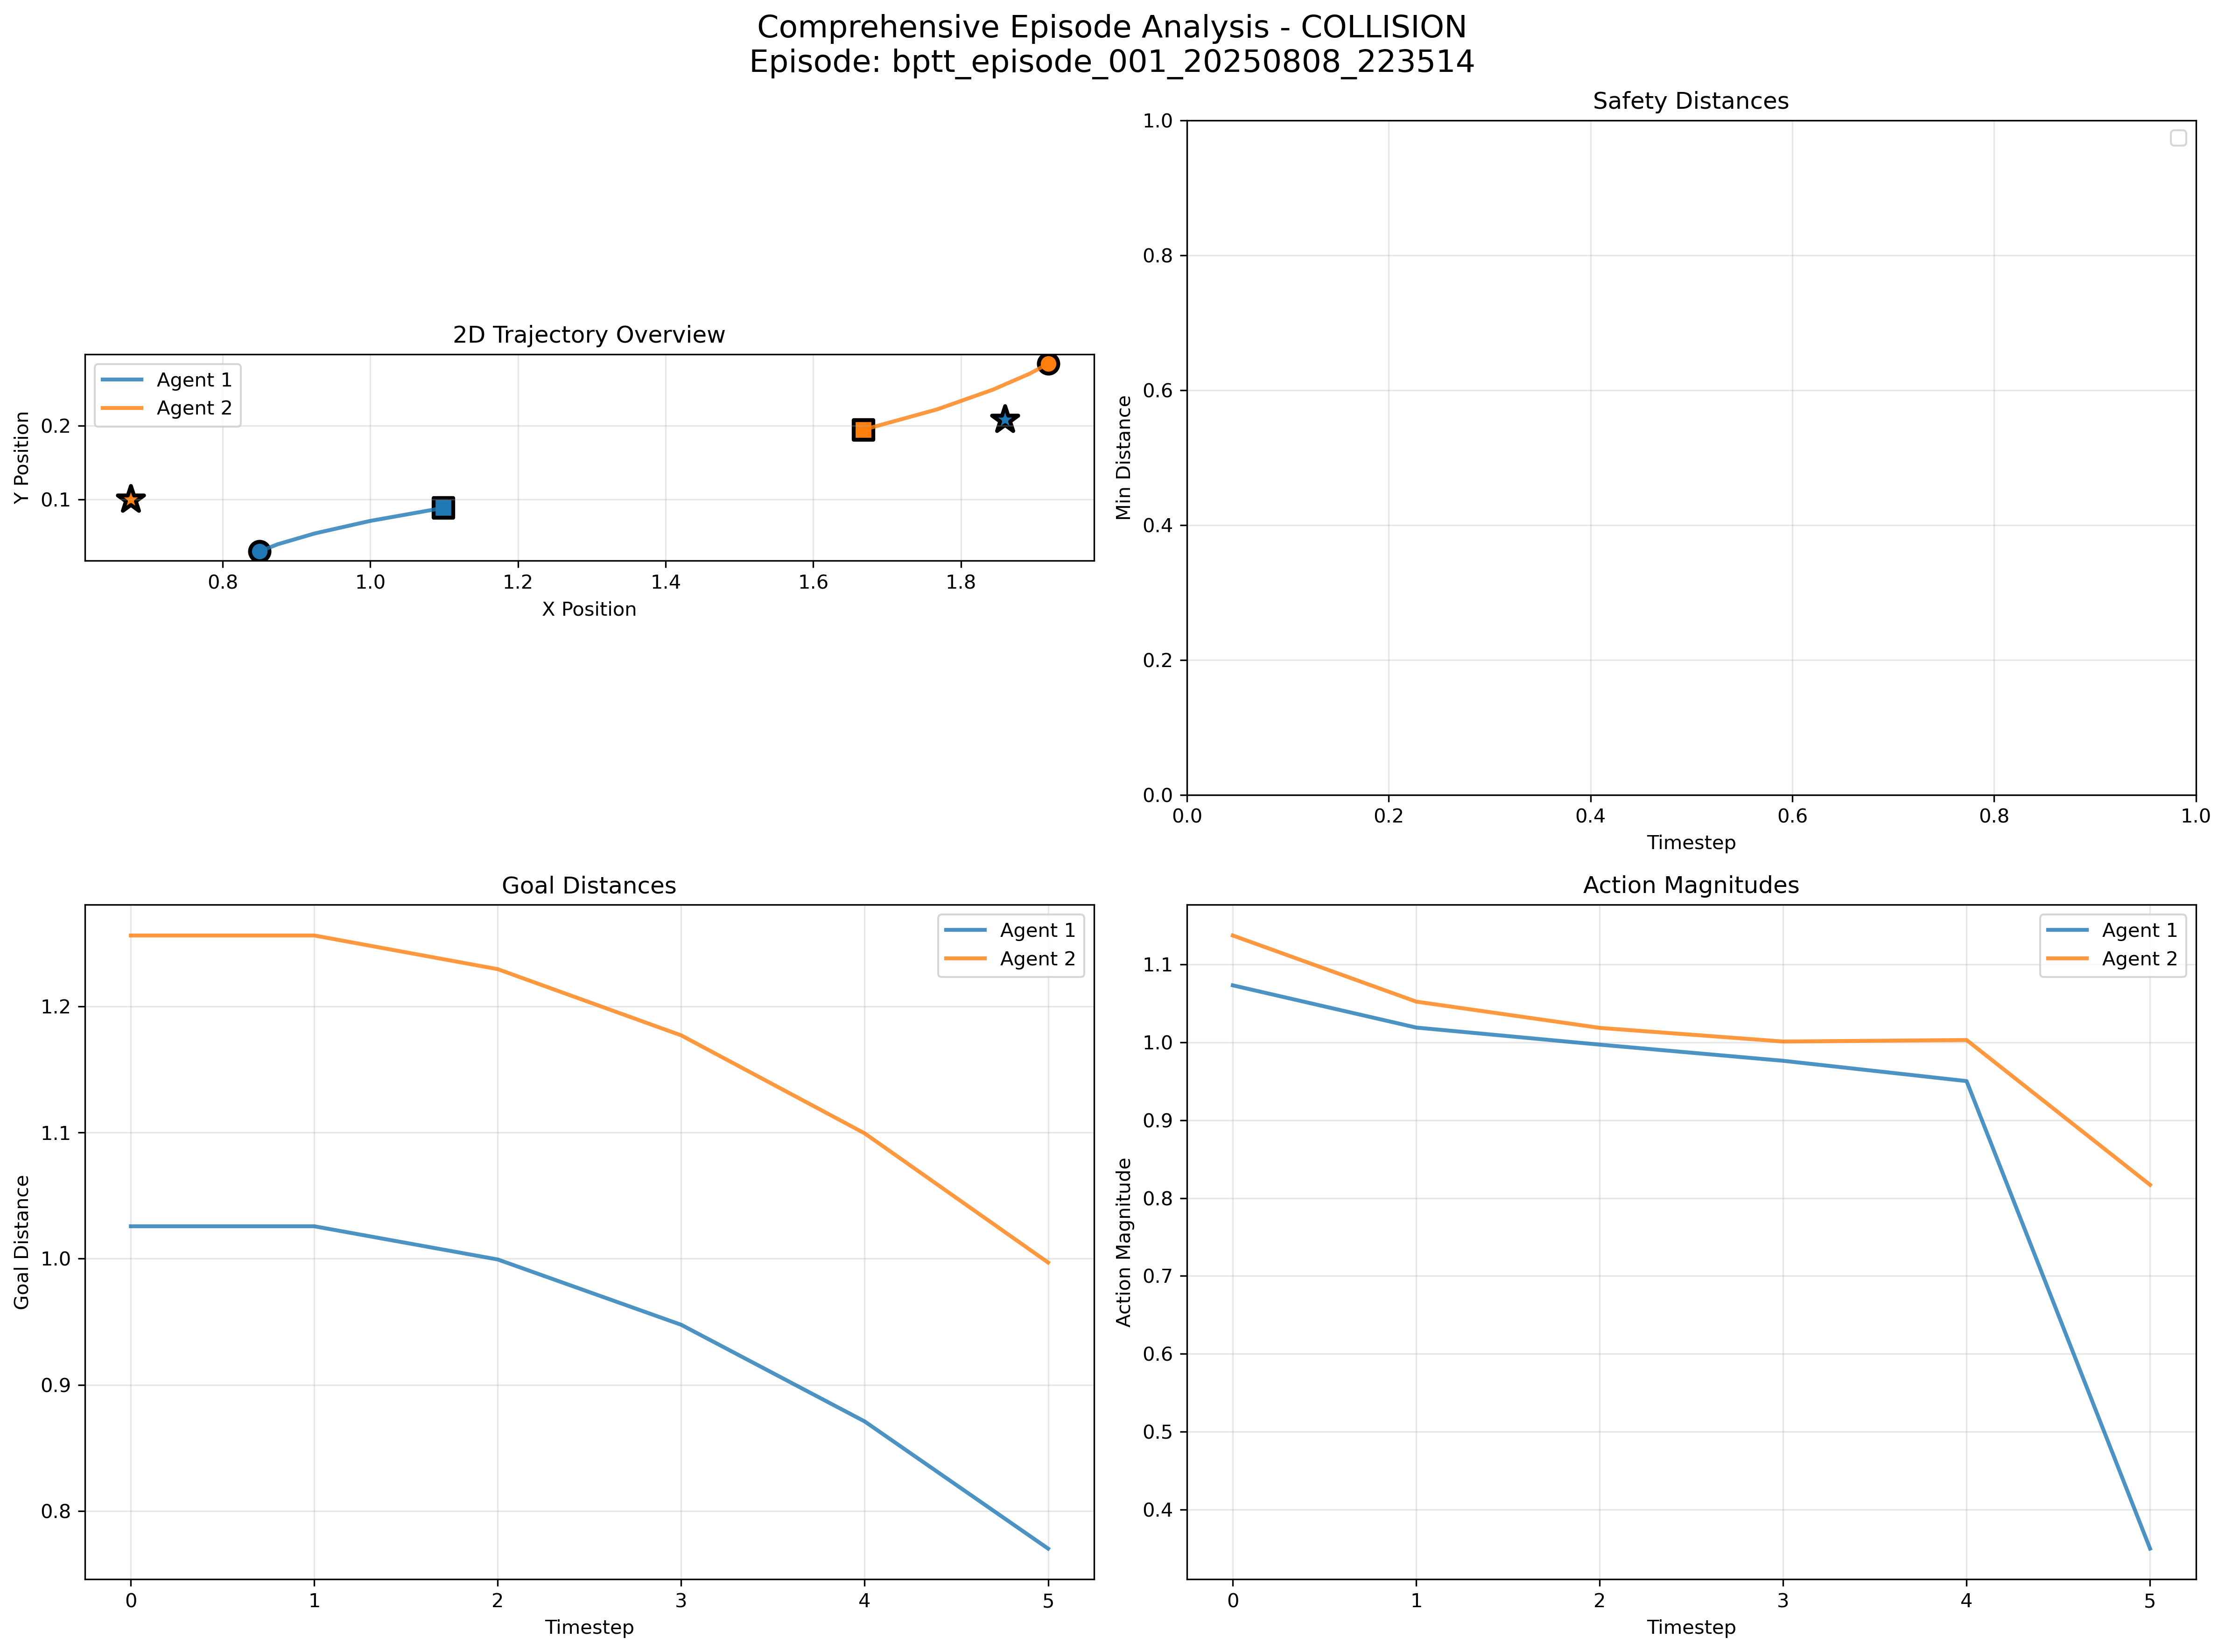 Comprehensive Episode Analysis - COLLISION
Episode: bptt_episode_001_20250808_223514
2D Trajectory Overview
Agent 1
Agent 2
Y Position
0.2
0.1
0.8
1.0
1.2
1.4
1.6
1.8
X Position
Safety Distances
Min Distance
1.0
0.8
0.6
0.4
0.2
0.0
0.0
0.2
0.4
0.6
0.8
1.0
Timestep
Goal Distances
Agent 1
Agent 2
Goal Distance
1.2
1.1
1.0
0.9
0.8
0
1
2
3
4
5
Timestep
Action Magnitudes
Agent 1
Agent 2
Action Magnitude
1.1
1.0
0.9
0.8
0.7
0.6
0.5
0.4
0
1
2
3
4
5
Timestep